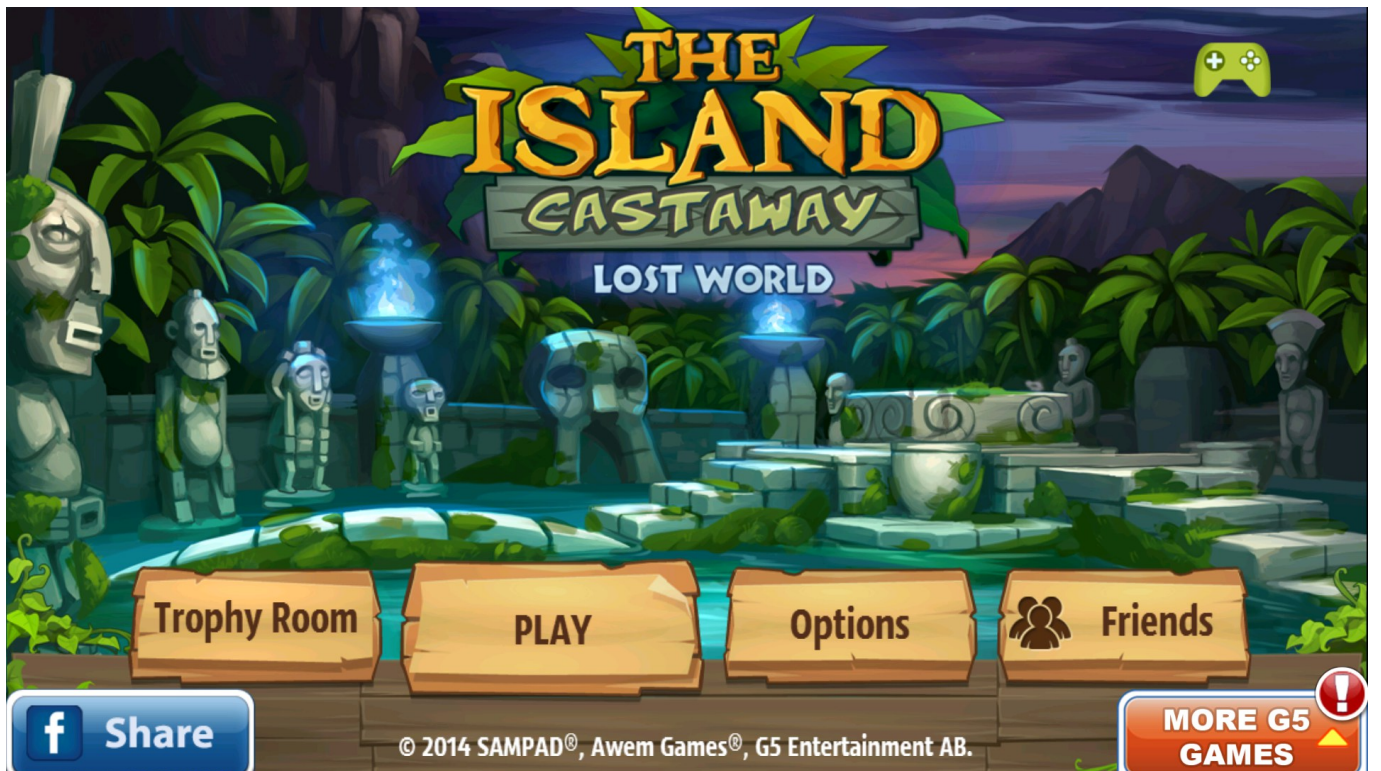 THE
ISLAND
CASTAWAY
LOST WORLD
Trophy Room
PLAY
Options
Friends
f Share
© 2014 SAMPAD®, Awem Games®, G5 Entertainment AB.
!
MORE G5
GAMES